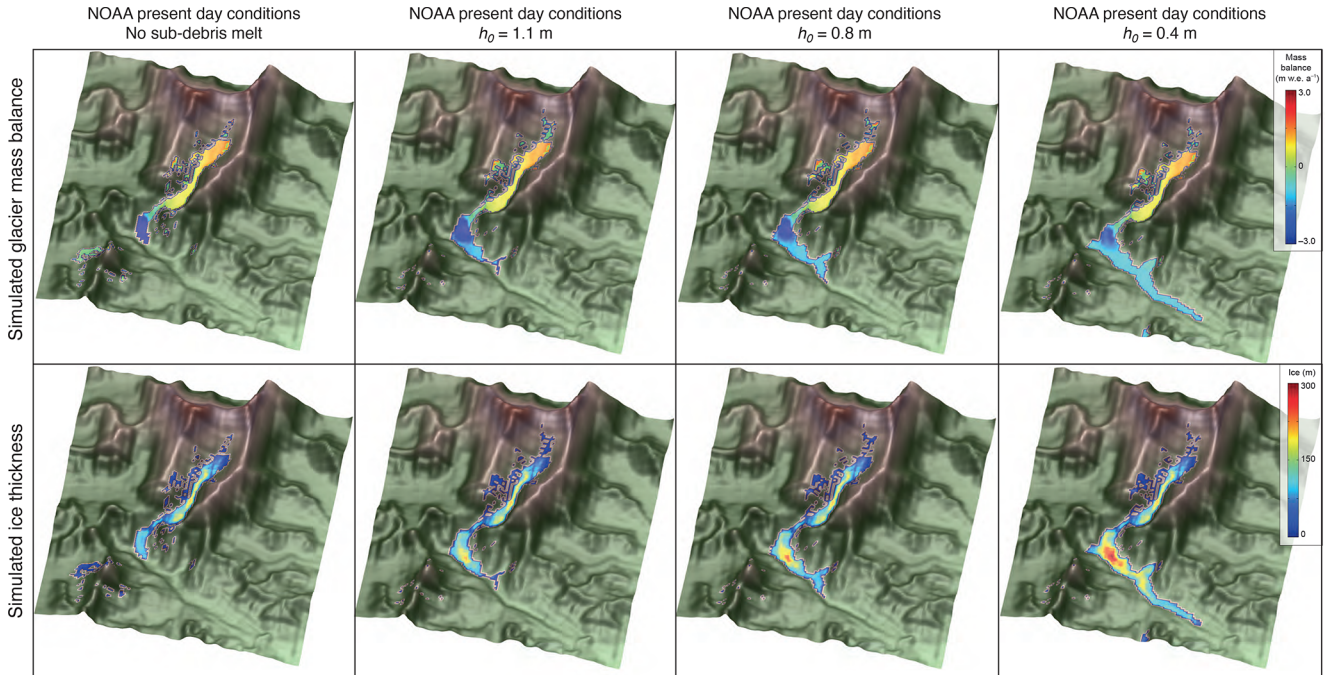 NOAA present day conditions
No sub-debris melt
NOAA present day conditions
h₀ = 1.1 m
NOAA present day conditions
h₀ = 0.8 m
NOAA present day conditions
h₀ = 0.4 m
Simulated glacier mass balance
Mass
balance
(m w.e. a⁻¹)
3.0
0
–3.0
Simulated ice thickness
Ice (m)
300
150
0